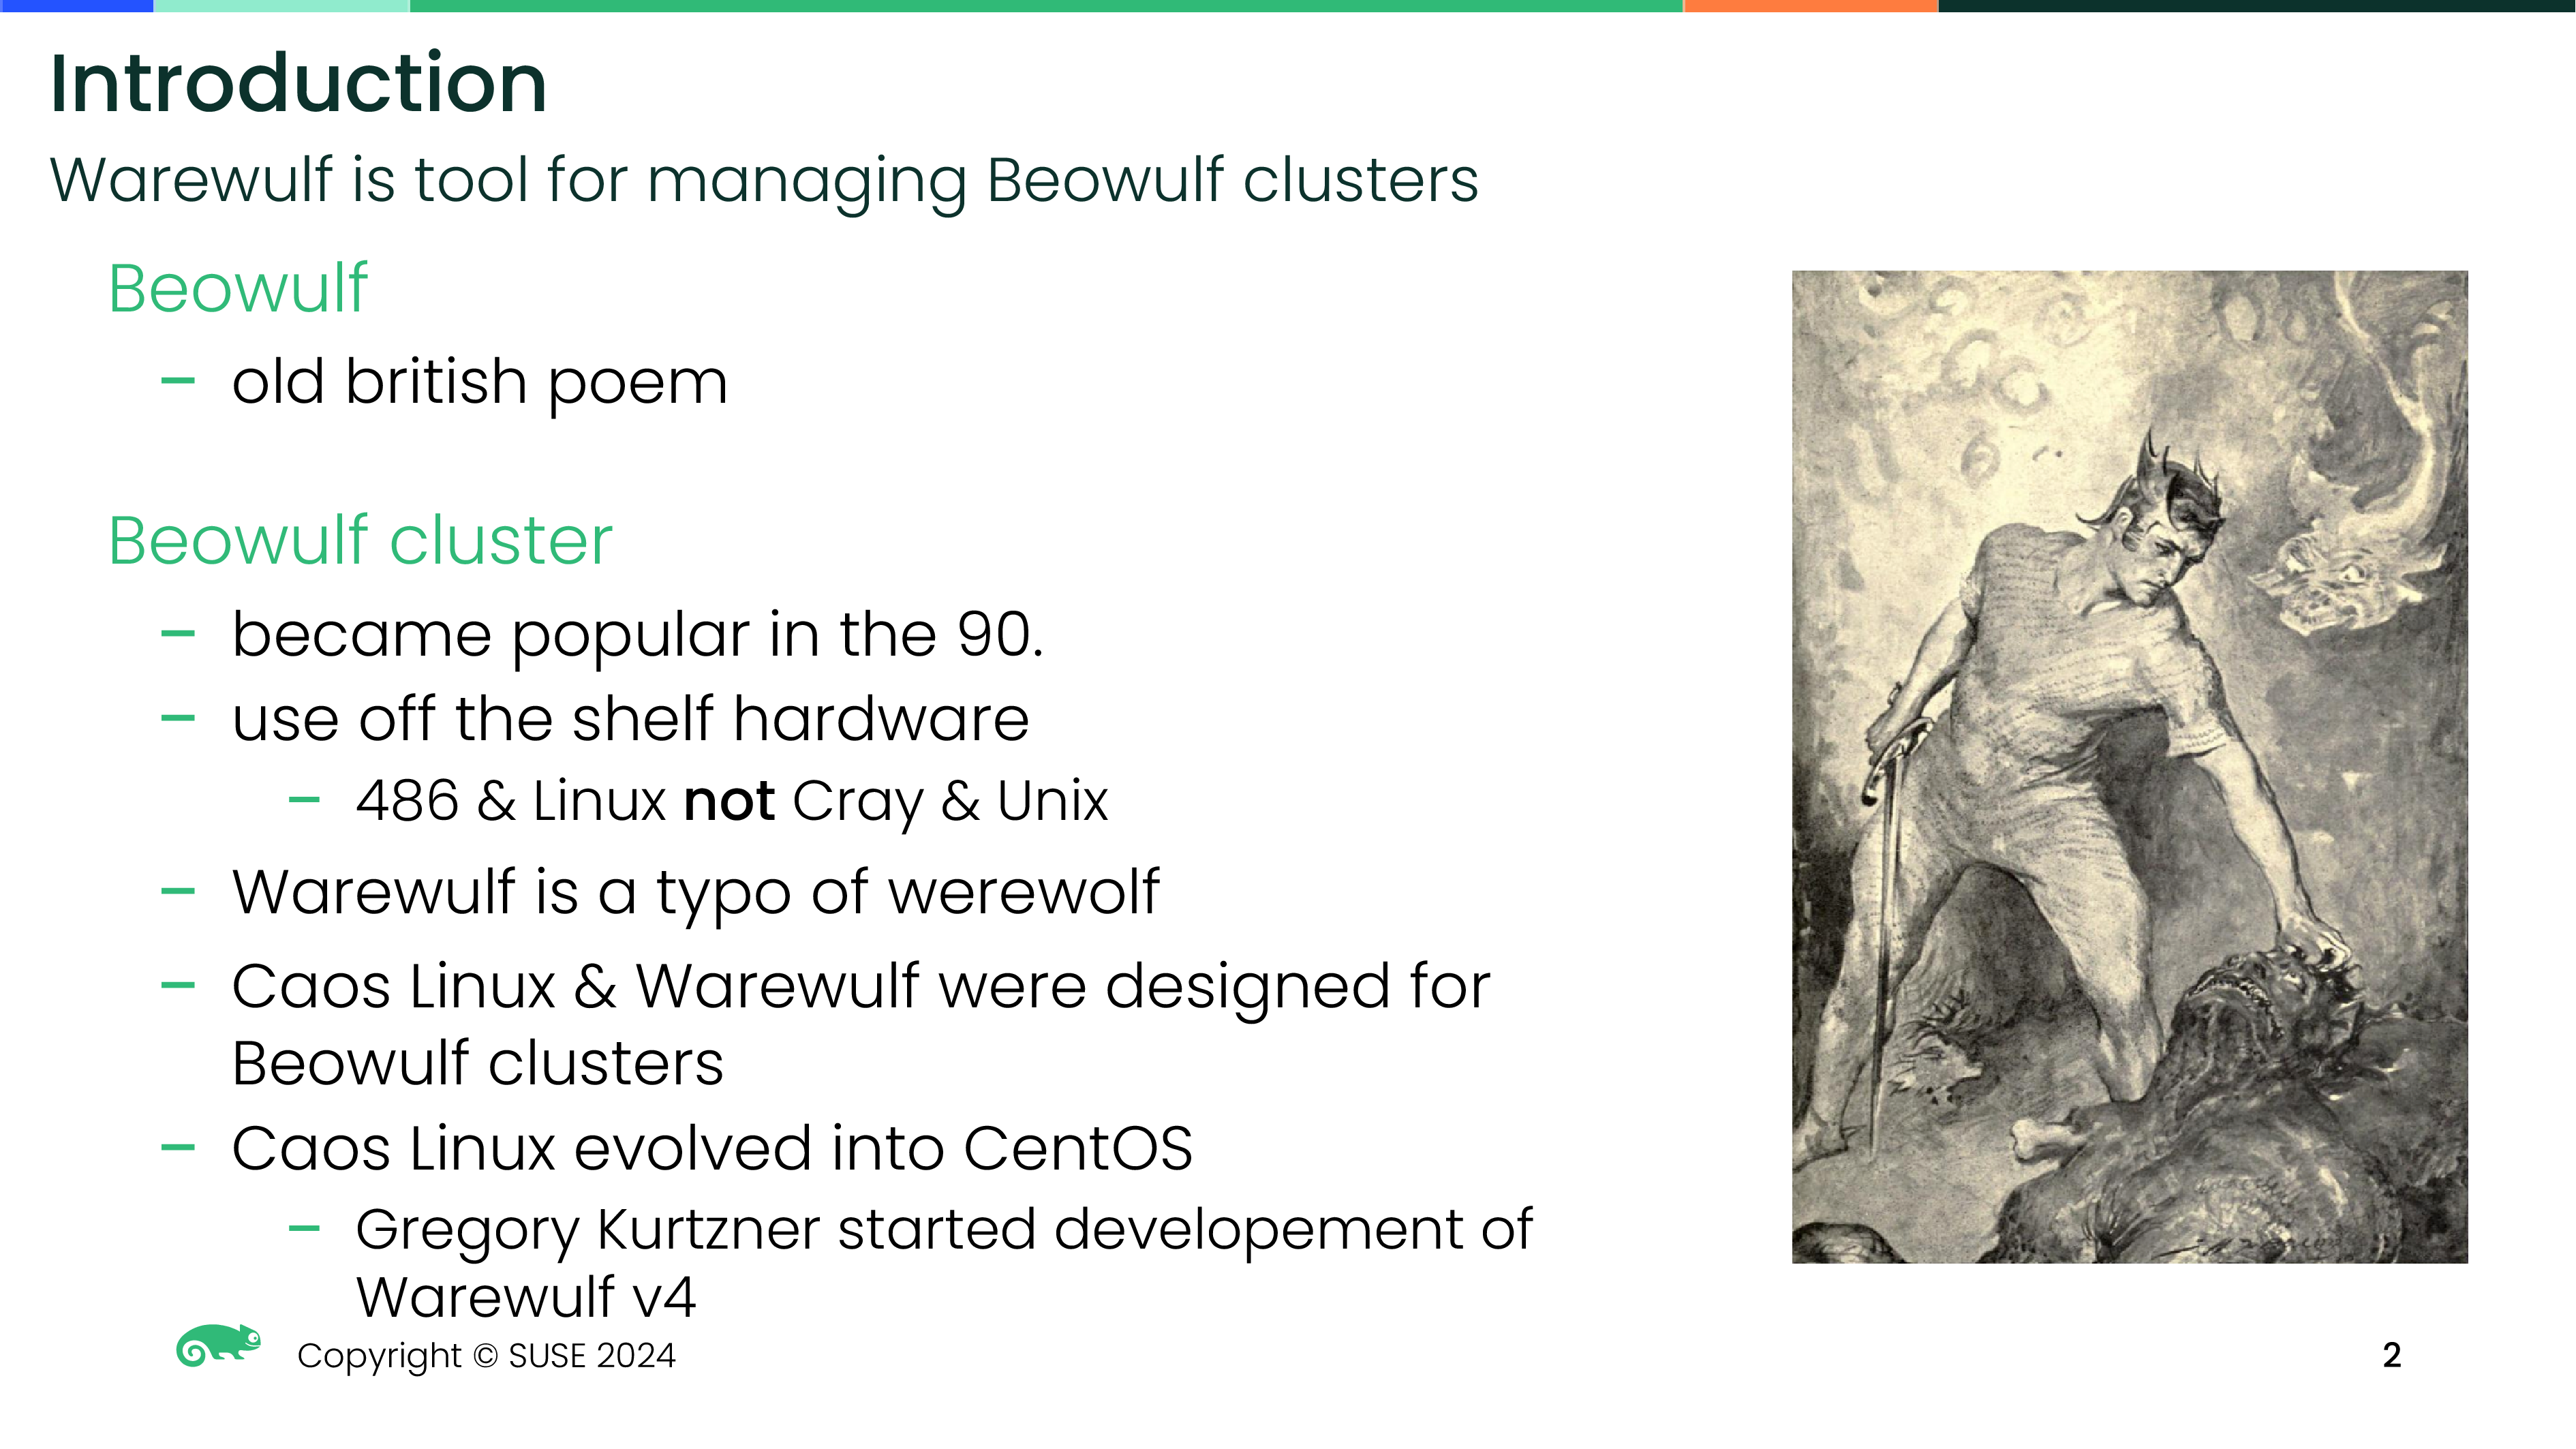 Introduction
Warewulf is tool for managing Beowulf clusters
Beowulf
– old british poem
Beowulf cluster
– became popular in the 90.
– use off the shelf hardware
– 486 & Linux not Cray & Unix
– Warewulf is a typo of werewolf
– Caos Linux & Warewulf were designed for
Beowulf clusters
– Caos Linux evolved into CentOS
– Gregory Kurtzner started developement of
Warewulf v4
Copyright © SUSE 2024
2